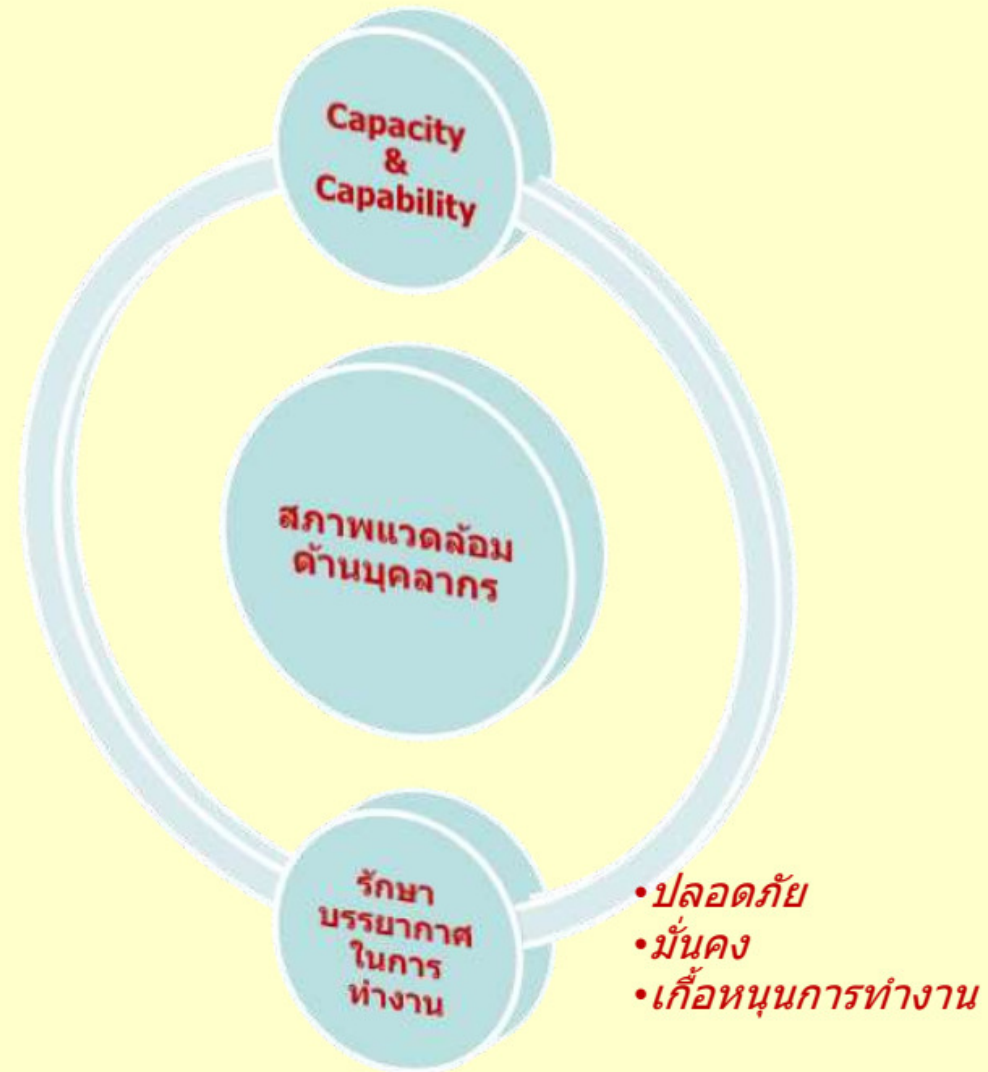 Capacity
&
Capability
สภาพแวดล้อม
ด้านบุคลากร
รักษา
บรรยากาศ
ในการ
ทำงาน
•ปลอดภัย
•มั่นคง
•เกื้อหนุนการทำงาน